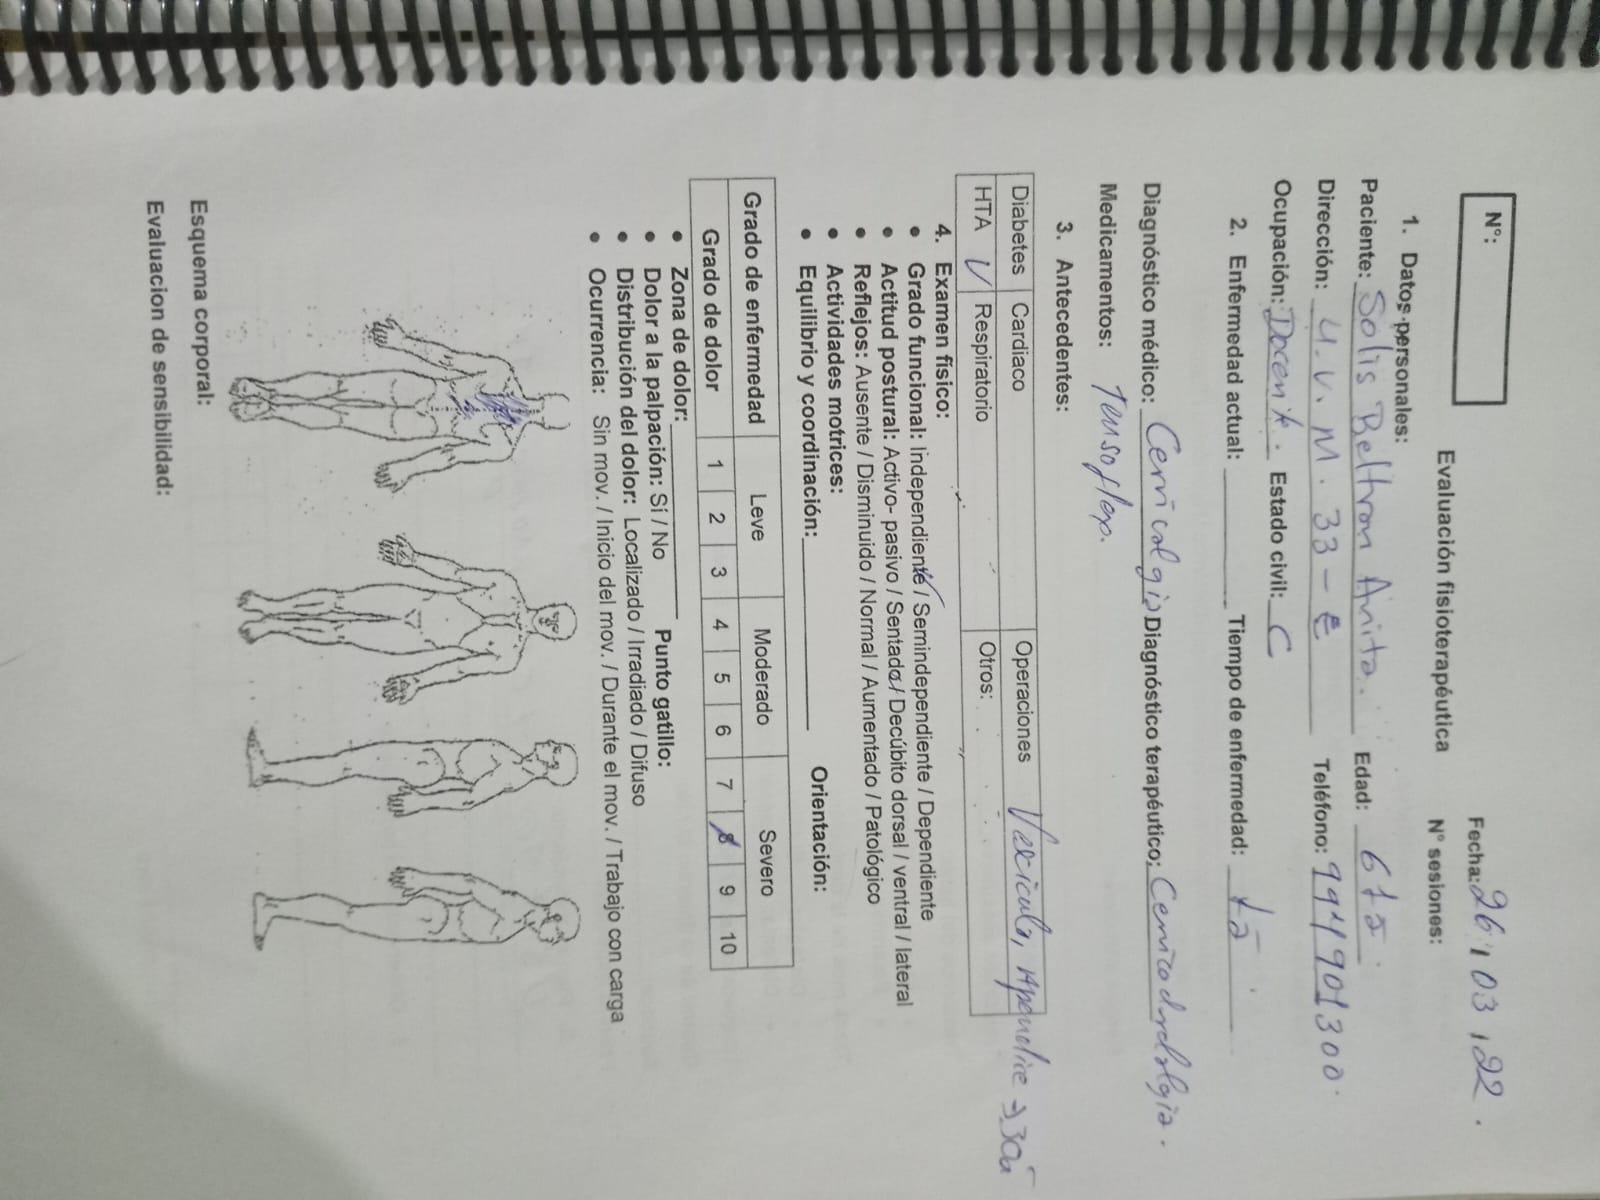 N°:
Fecha: 26 / 03 / 22.
Evaluación fisioterapéutica
N° sesiones:
1. Datos personales:
Paciente: Solis Beltron Anita. Edad: 61a
Dirección: U.V. M. 33 - E Teléfono: 994901300
Ocupación: Docente. Estado civil: C
2. Enfermedad actual: Tiempo de enfermedad: 1a
Diagnóstico médico: Cervicalgia Diagnóstico terapéutico: Cervicodorsalgia.
Medicamentos: Tensoflex.
3. Antecedentes:
Diabetes Cardiaco Operaciones Vesicula, Apendice 30a
HTA Respiratorio Otros:
4. Examen físico:
• Grado funcional: Independiente / Semindependiente / Dependiente
• Actitud postural: Activo- pasivo / Sentado / Decúbito dorsal / ventral / lateral
• Reflejos: Ausente / Disminuido / Normal / Aumentado / Patológico
• Actividades motrices:
• Equilibrio y coordinación: Orientación:
Grado de enfermedad Leve Moderado Severo
Grado de dolor 1 2 3 4 5 6 7 8 9 10
• Zona de dolor:
• Dolor a la palpación: Sí / No Punto gatillo:
• Distribución del dolor: Localizado / Irradiado / Difuso
• Ocurrencia: Sin mov. / Inicio del mov. / Durante el mov. / Trabajo con carga
Esquema corporal:
Evaluacion de sensibilidad: